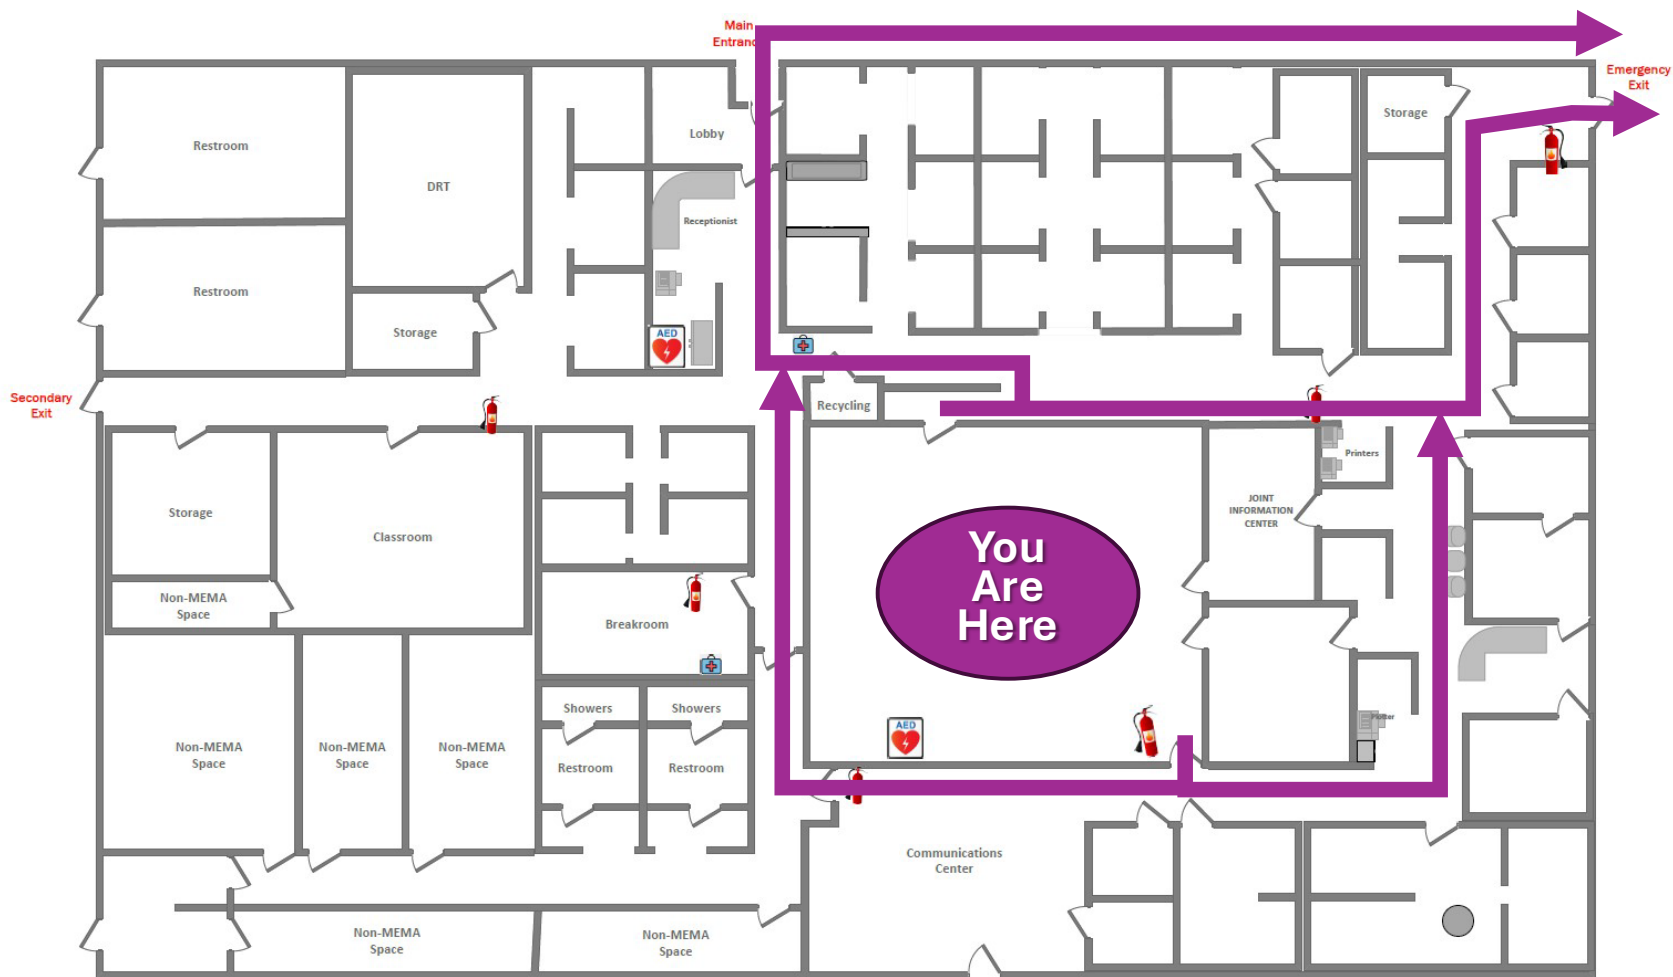 Main
Entranc
Emergency
Exit
Storage
Lobby
Restroom
DRT
Receptionist
Restroom
Storage
AED
Secondary
Exit
Recycling
Printers
Storage
Classroom
JOINT
INFORMATION
CENTER
You
Are
Here
Non-MEMA
Space
Breakroom
Showers
Showers
AED
Non-MEMA
Space
Non-MEMA
Space
Non-MEMA
Space
Restroom
Restroom
Communications
Center
Non-MEMA
Space
Non-MEMA
Space